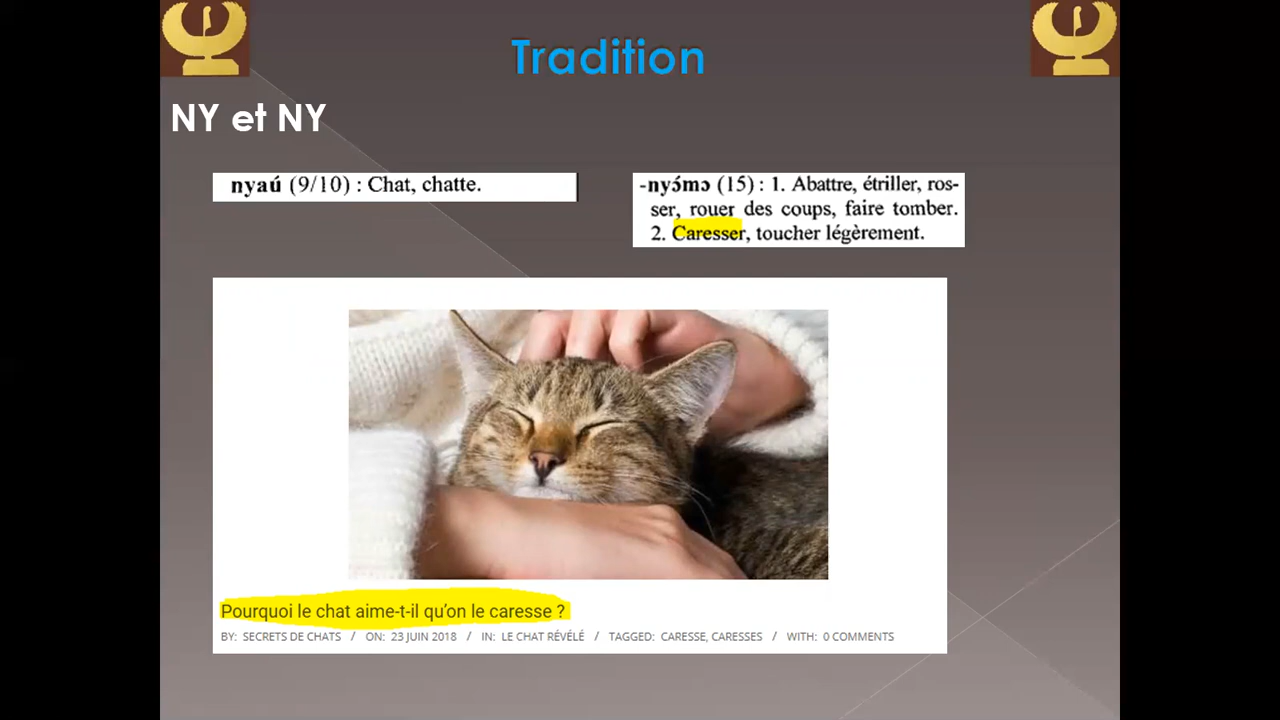 Tradition
NY et NY
nyaú (9/10) : Chat, chatte.
-nyɔ́mɔ (15) : 1. Abattre, étriller, ros-
ser, rouer des coups, faire tomber.
2. Caresser, toucher légèrement.
Pourquoi le chat aime-t-il qu’on le caresse ?
BY: SECRETS DE CHATS / ON: 23 JUIN 2018 / IN: LE CHAT RÉVÉLÉ / TAGGED: CARESSE, CARESSES / WITH: 0 COMMENTS